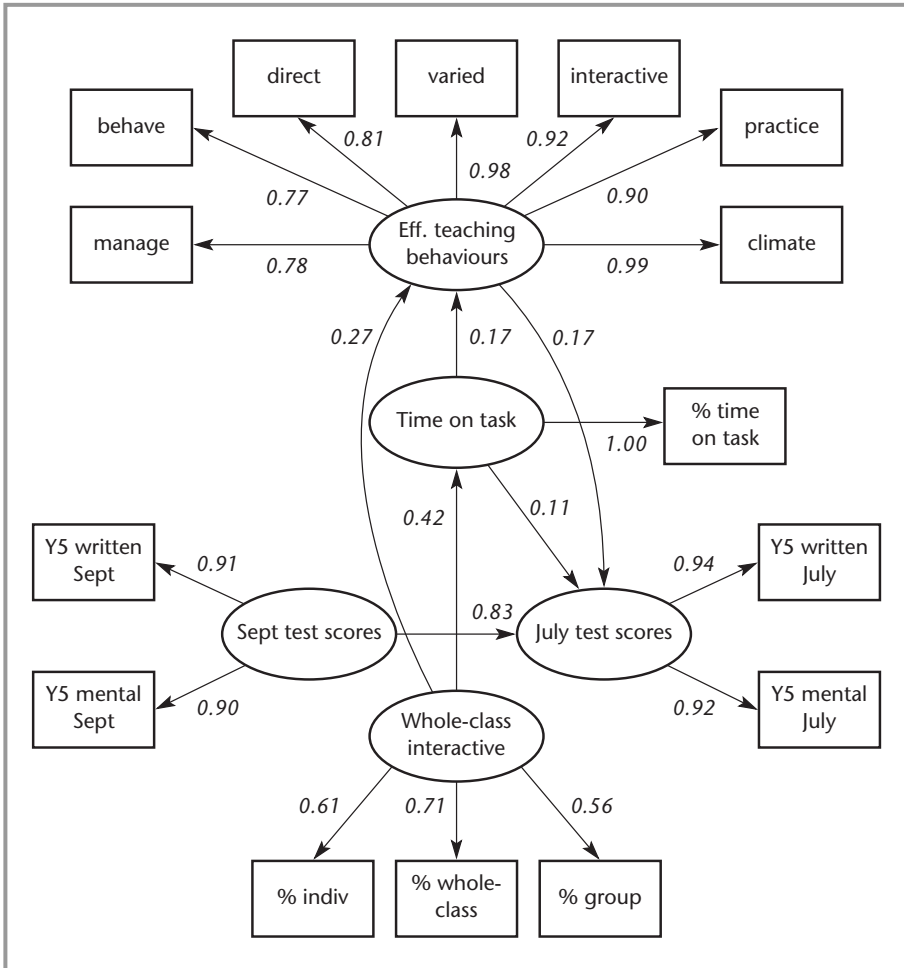 direct
varied
interactive
behave
practice
0.81
0.92
0.98
0.77
0.90
manage
Eff. teaching
behaviours
climate
0.78
0.99
0.27
0.17
0.17
Time on task
% time
on task
1.00
0.42
0.11
Y5 written
Sept
0.91
0.94
Y5 written
July
Sept test scores
0.83
July test scores
Y5 mental
Sept
0.90
0.92
Y5 mental
July
Whole-class
interactive
0.61
0.71
0.56
% indiv
% whole-
class
% group